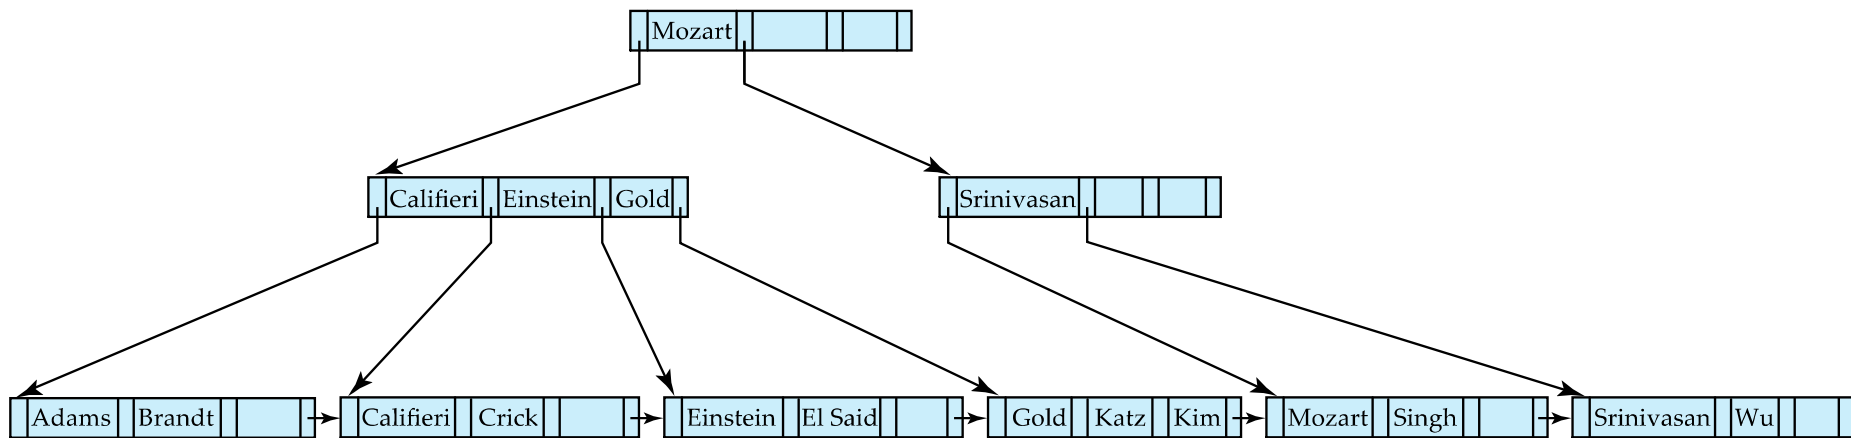 Mozart
Califieri Einstein Gold Srinivasan
Adams Brandt Califieri Crick Einstein El Said Gold Katz Kim Mozart Singh Srinivasan Wu